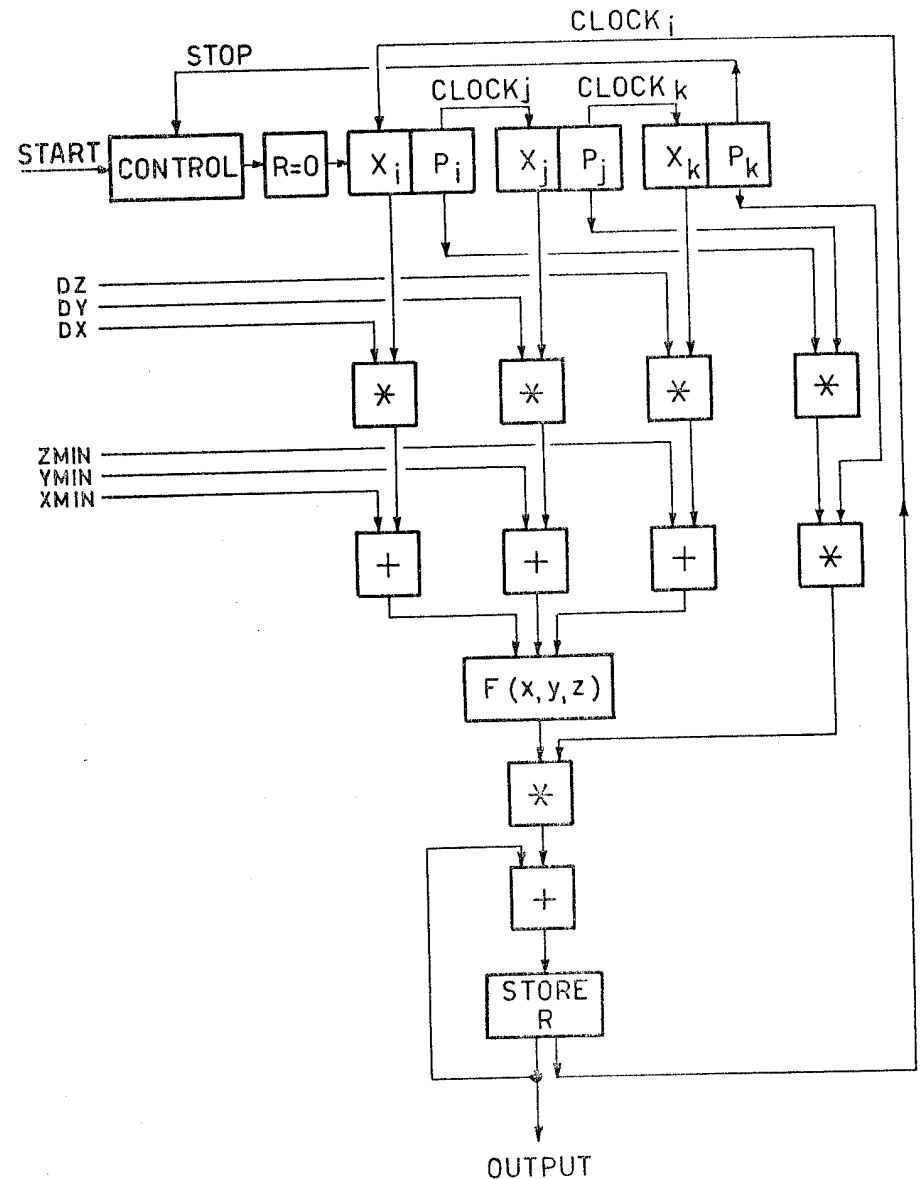 CLOCK i
STOP
CLOCK j
CLOCK k
START
CONTROL
R=0
X i
P i
X j
P j
X k
P k
DZ
DY
DX
*
*
*
*
ZMIN
YMIN
XMIN
+
+
+
*
F (x, y, z)
*
+
STORE
R
OUTPUT